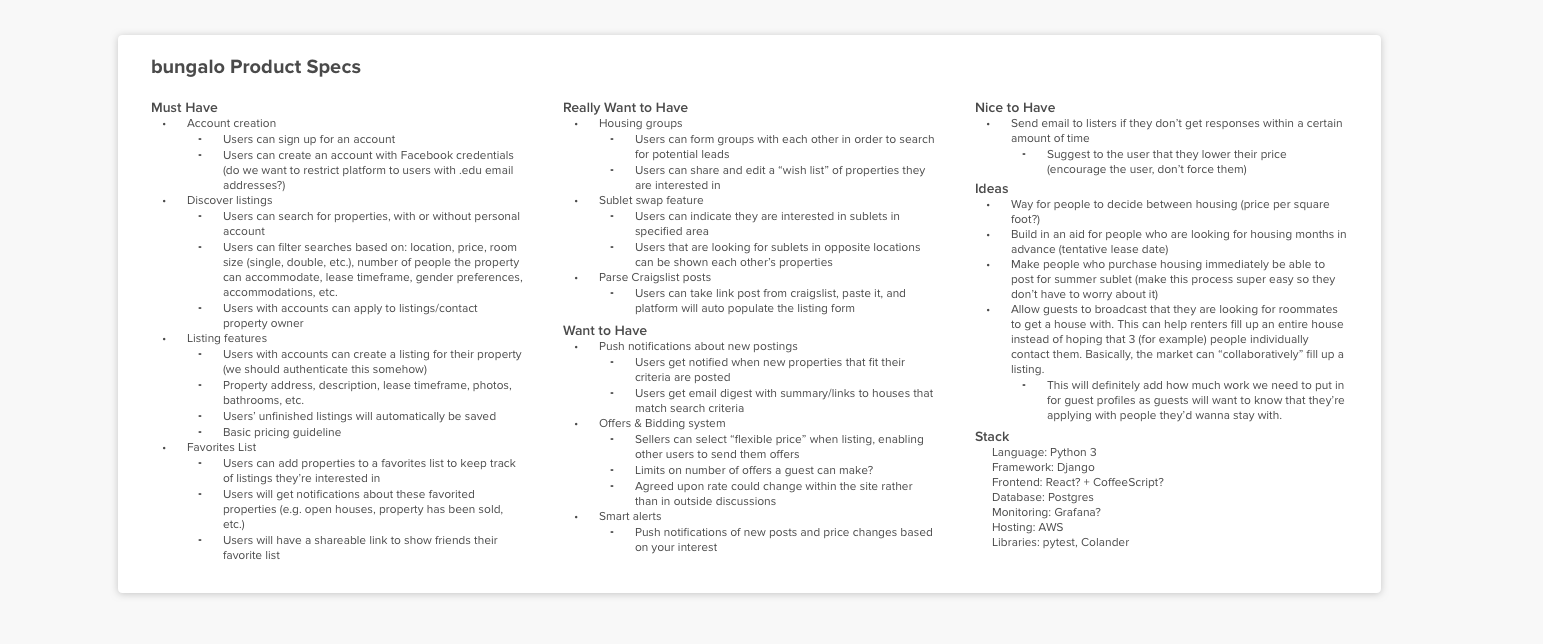 bungalo Product Specs
Must Have
• Account creation
- Users can sign up for an account
- Users can create an account with Facebook credentials
(do we want to restrict platform to users with .edu email
addresses?)
• Discover listings
- Users can search for properties, with or without personal
account
- Users can filter searches based on: location, price, room
size (single, double, etc.), number of people the property
can accommodate, lease timeframe, gender preferences,
accommodations, etc.
- Users with accounts can apply to listings/contact
property owner
• Listing features
- Users with accounts can create a listing for their property
(we should authenticate this somehow)
- Property address, description, lease timeframe, photos,
bathrooms, etc.
- Users’ unfinished listings will automatically be saved
- Basic pricing guideline
• Favorites List
- Users can add properties to a favorites list to keep track
of listings they’re interested in
- Users will get notifications about these favorited
properties (e.g. open houses, property has been sold,
etc.)
- Users will have a shareable link to show friends their
favorite list
Really Want to Have
• Housing groups
- Users can form groups with each other in order to search
for potential leads
- Users can share and edit a “wish list” of properties they
are interested in
• Sublet swap feature
- Users can indicate they are interested in sublets in
specified area
- Users that are looking for sublets in opposite locations
can be shown each other’s properties
• Parse Craigslist posts
- Users can take link post from craigslist, paste it, and
platform will auto populate the listing form
Want to Have
• Push notifications about new postings
- Users get notified when new properties that fit their
criteria are posted
- Users get email digest with summary/links to houses that
match search criteria
• Offers & Bidding system
- Sellers can select “flexible price” when listing, enabling
other users to send them offers
- Limits on number of offers a guest can make?
- Agreed upon rate could change within the site rather
than in outside discussions
• Smart alerts
- Push notifications of new posts and price changes based
on your interest
Nice to Have
• Send email to listers if they don’t get responses within a certain
amount of time
- Suggest to the user that they lower their price
(encourage the user, don’t force them)
Ideas
• Way for people to decide between housing (price per square
foot?)
• Build in an aid for people who are looking for housing months in
advance (tentative lease date)
• Make people who purchase housing immediately be able to
post for summer sublet (make this process super easy so they
don’t have to worry about it)
• Allow guests to broadcast that they are looking for roommates
to get a house with. This can help renters fill up an entire house
instead of hoping that 3 (for example) people individually
contact them. Basically, the market can “collaboratively” fill up a
listing.
- This will definitely add how much work we need to put in
for guest profiles as guests will want to know that they’re
applying with people they’d wanna stay with.
Stack
Language: Python 3
Framework: Django
Frontend: React? + CoffeeScript?
Database: Postgres
Monitoring: Grafana?
Hosting: AWS
Libraries: pytest, Colander